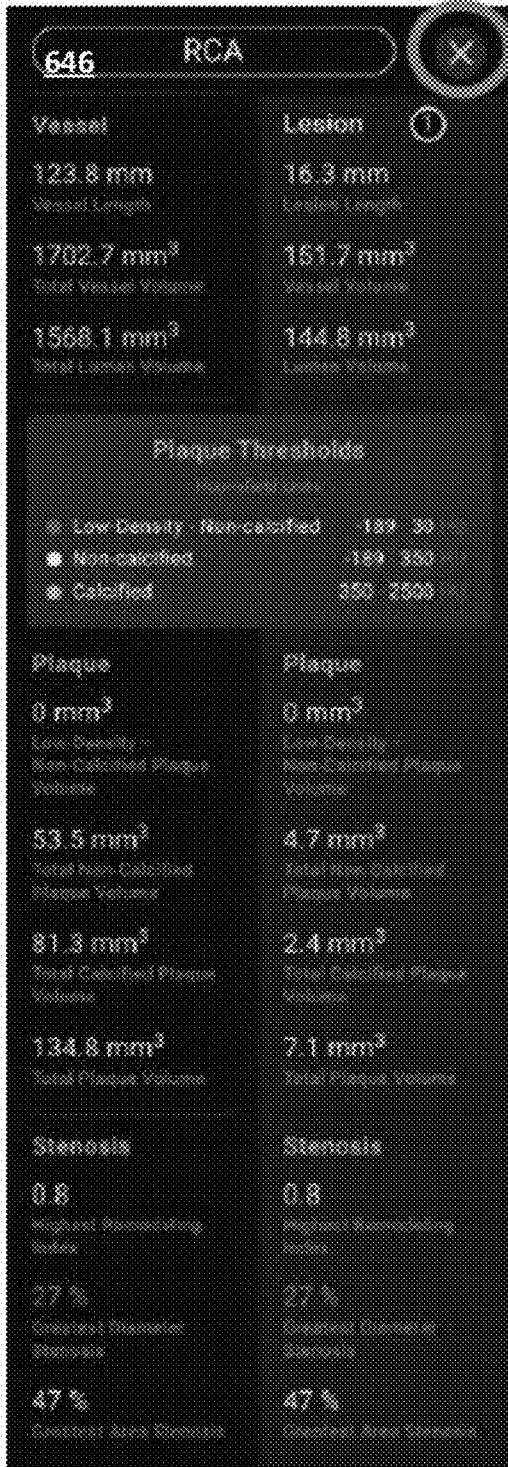 646
RCA
Vessel
Lesion
1
123.8 mm
16.3 mm
Vessel Length
Lesion Length
1702.7 mm³
151.7 mm³
Total Vessel Volume
Vessel Volume
1568.1 mm³
144.8 mm³
Total Lumen Volume
Lumen Volume
Plaque Thresholds
Hounsfield units
Low Density - Non-calcified -189 30
Non-calcified -189 350
Calcified 350 2500
Plaque
Plaque
0 mm³
0 mm³
Low-Density -
Low-Density -
Non-Calcified Plaque
Non-Calcified Plaque
Volume
Volume
53.5 mm³
4.7 mm³
Total Non-Calcified
Total Non-Calcified
Plaque Volume
Plaque Volume
81.3 mm³
2.4 mm³
Total Calcified Plaque
Total Calcified Plaque
Volume
Volume
134.8 mm³
7.1 mm³
Total Plaque Volume
Total Plaque Volume
Stenosis
Stenosis
0.8
0.8
Highest Remodeling
Highest Remodeling
Index
Index
27 %
27 %
Greatest Diameter
Greatest Diameter
Stenosis
Stenosis
47 %
47 %
Greatest Area Stenosis
Greatest Area Stenosis